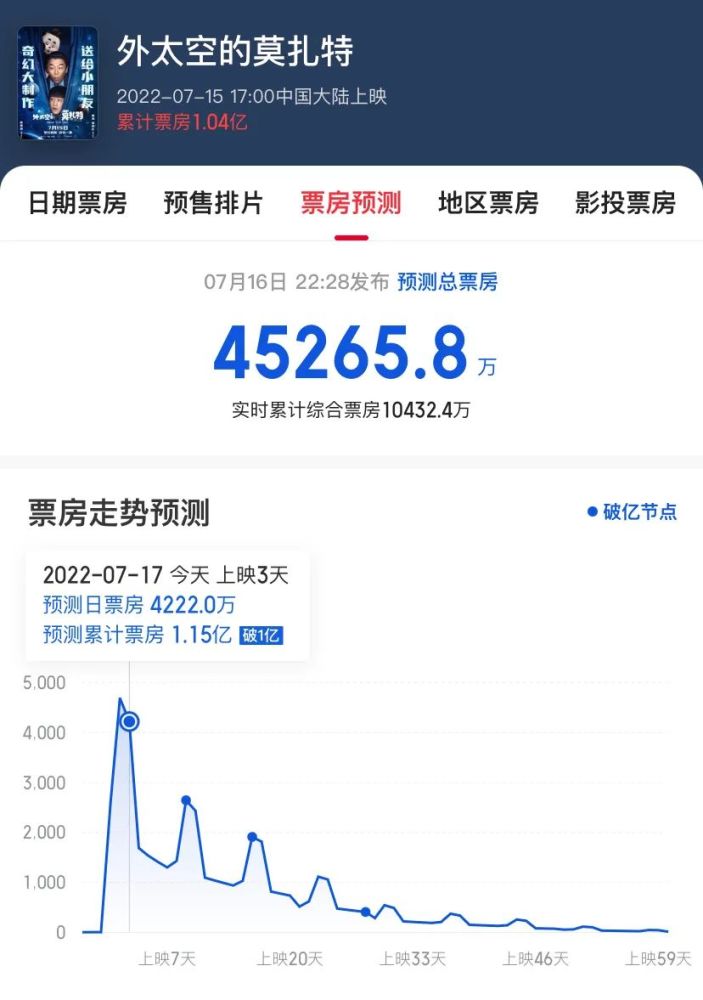 奇幻大制作
送给小朋友
外太空的莫扎特
7月15日
外太空的莫扎特
2022-07-15 17:00中国大陆上映
累计票房1.04亿
日期票房 预售排片 票房预测 地区票房 影投票房
07月16日 22:28发布 预测总票房
45265.8 万
实时累计综合票房10432.4万
票房走势预测
破亿节点
2022-07-17 今天 上映3天
预测日票房 4222.0万
预测累计票房 1.15亿 破1亿
5,000
4,000
3,000
2,000
1,000
0
上映7天 上映20天 上映33天 上映46天 上映59天